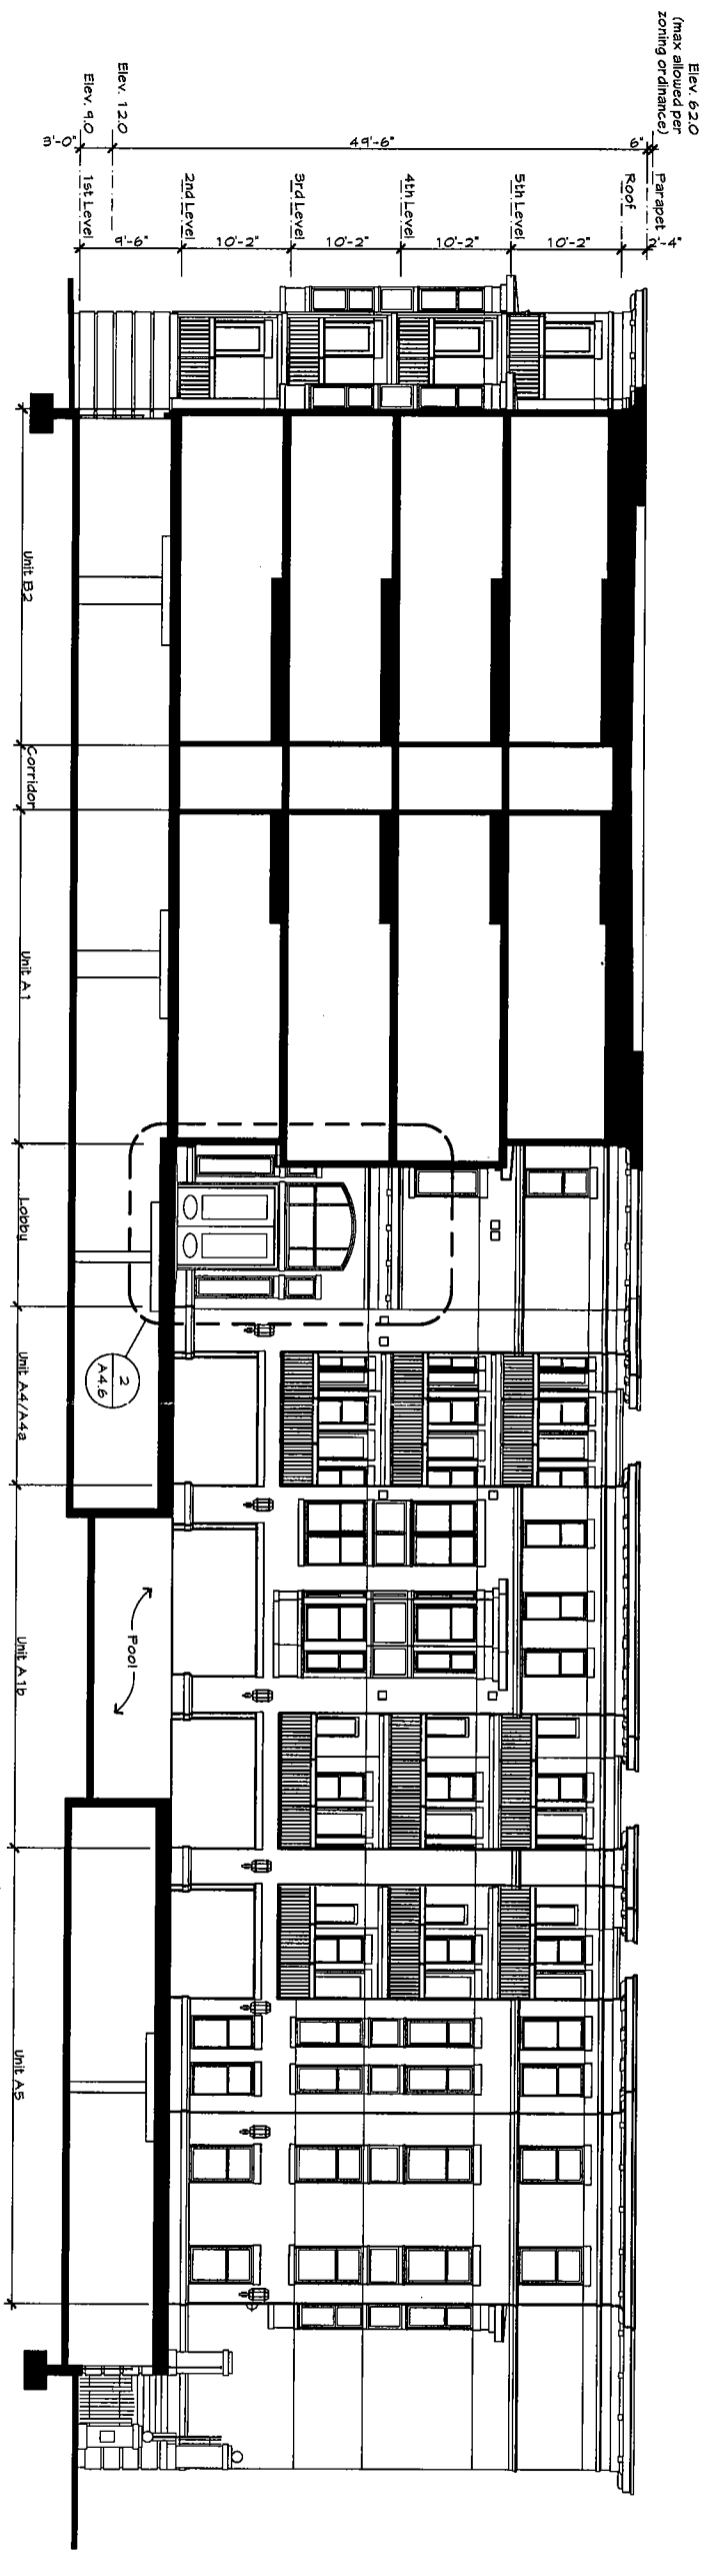 Elev. 62.0
(max allowed per
zoning ordinance)
6"
49'-6"
Elev. 12.0
Elev. 9.0
3'-0"
Parapet
2'-4"
Roof
10'-2"
5th Level
10'-2"
4th Level
10'-2"
3rd Level
10'-2"
2nd Level
9'-6"
1st Level
Unit B2
Corridor
Unit A1
Lobby
Unit A4/A4a
Unit A1b
Unit A5
2
A4.6
Pool